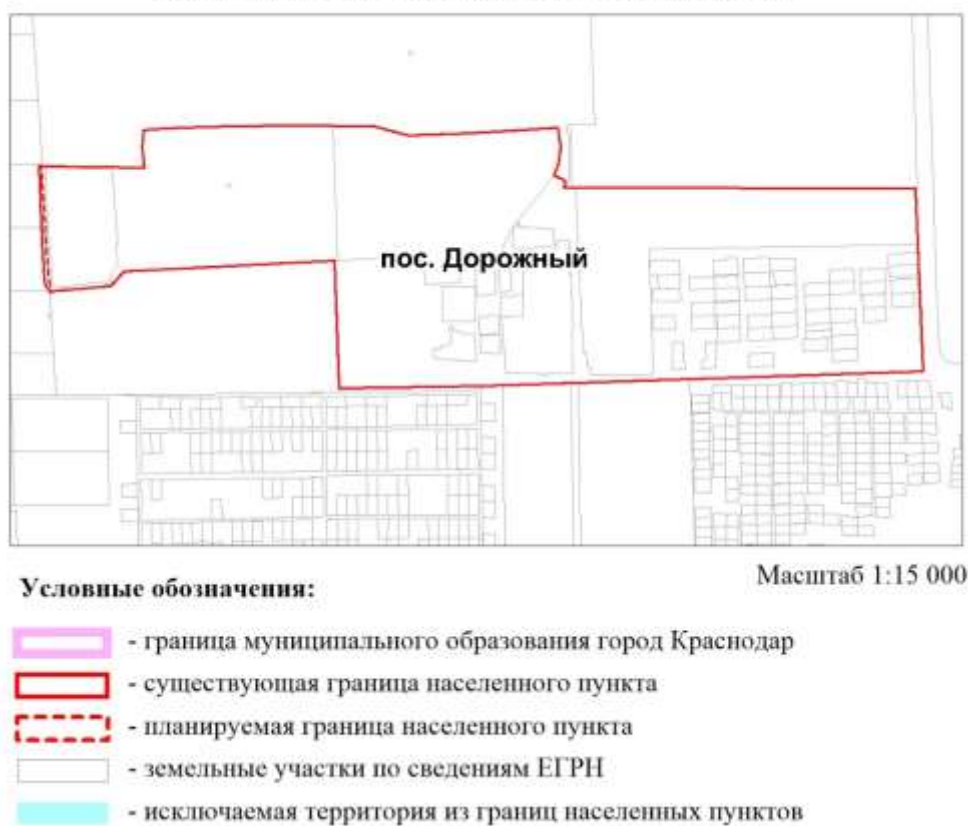 пос. Дорожный
Масштаб 1:15 000
Условные обозначения:
- граница муниципального образования город Краснодар
- существующая граница населенного пункта
- планируемая граница населенного пункта
- земельные участки по сведениям ЕГРН
- исключаемая территория из границ населенных пунктов